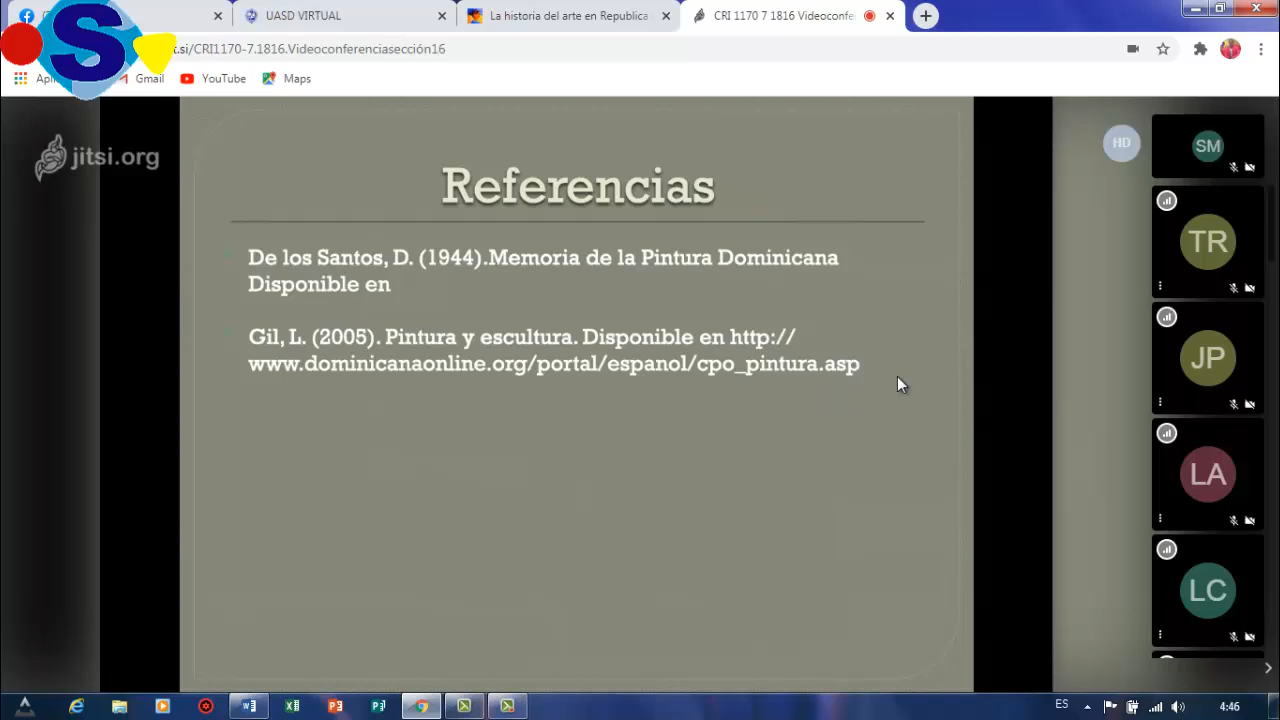 UASD VIRTUAL
La historia del arte en Republica
CRI 1170 7 1816 Videoconfe
S
t.si/CRI1170-7.1816.Videoconferenciasección16
Gmail
YouTube
Maps
jitsi.org
HD
SM
Referencias
De los Santos, D. (1944).Memoria de la Pintura Dominicana
Disponible en
Gil, L. (2005). Pintura y escultura. Disponible en http://
www.dominicanaonline.org/portal/espanol/cpo_pintura.asp
TR
JP
LA
LC
ES
4:46